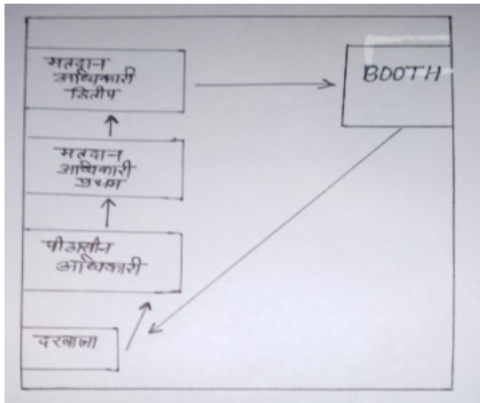 मतदान
अधिकारी
द्वितीय
BOOTH
मतदान
अधिकारी
प्रथम
पीठासीन
अधिकारी
दरवाजा